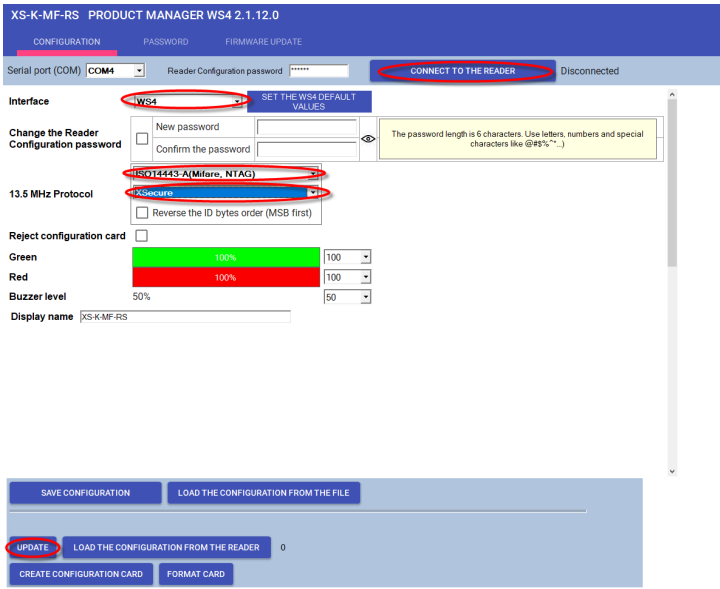 XS-K-MF-RS PRODUCT MANAGER WS4 2.1.12.0
CONFIGURATION PASSWORD FIRMWARE UPDATE
Serial port (COM) COM4 Reader Configuration password ****** CONNECT TO THE READER Disconnected
Interface WS4 SET THE WS4 DEFAULT
VALUES
Change the Reader
Configuration password
New password
Confirm the password
The password length is 6 characters. Use letters, numbers and special
characters like @#$%^*...)
ISO14443-A(Mifare, NTAG)
13.5 MHz Protocol XSecure
Reverse the ID bytes order (MSB first)
Reject configuration card
Green 100% 100
Red 100% 100
Buzzer level 50% 50
Display name XS-K-MF-RS
SAVE CONFIGURATION LOAD THE CONFIGURATION FROM THE FILE
UPDATE LOAD THE CONFIGURATION FROM THE READER 0
CREATE CONFIGURATION CARD FORMAT CARD